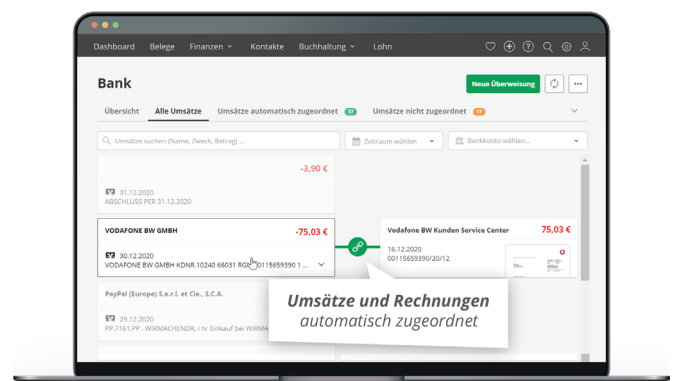 Dashboard Belege Finanzen Kontakte Buchhaltung Lohn
Bank
Neue Überweisung
Übersicht Alle Umsätze Umsätze automatisch zugeordnet 17 Umsätze nicht zugeordnet 17
Umsätze suchen (Name, Zweck, Betrag) ...
Zeitraum wählen
Bankkonto wählen...
-3,90 €
31.12.2020
ABSCHLUSS PER 31.12.2020
VODAFONE BW GMBH -75,03 €
30.12.2020
VODAFONE BW GMBH KDNR.10240 66031 0115659390 1 ...
Vodafone BW Kunden Service Center 75,03 €
16.12.2020
00115659390/20/12
PayPal (Europe) S.a.r.l. et Cie., S.C.A.
29.12.2020
PP.7161.PP . WIRMACHENDR, I hr Einkauf bei WIRMA
Umsätze und Rechnungen
automatisch zugeordnet